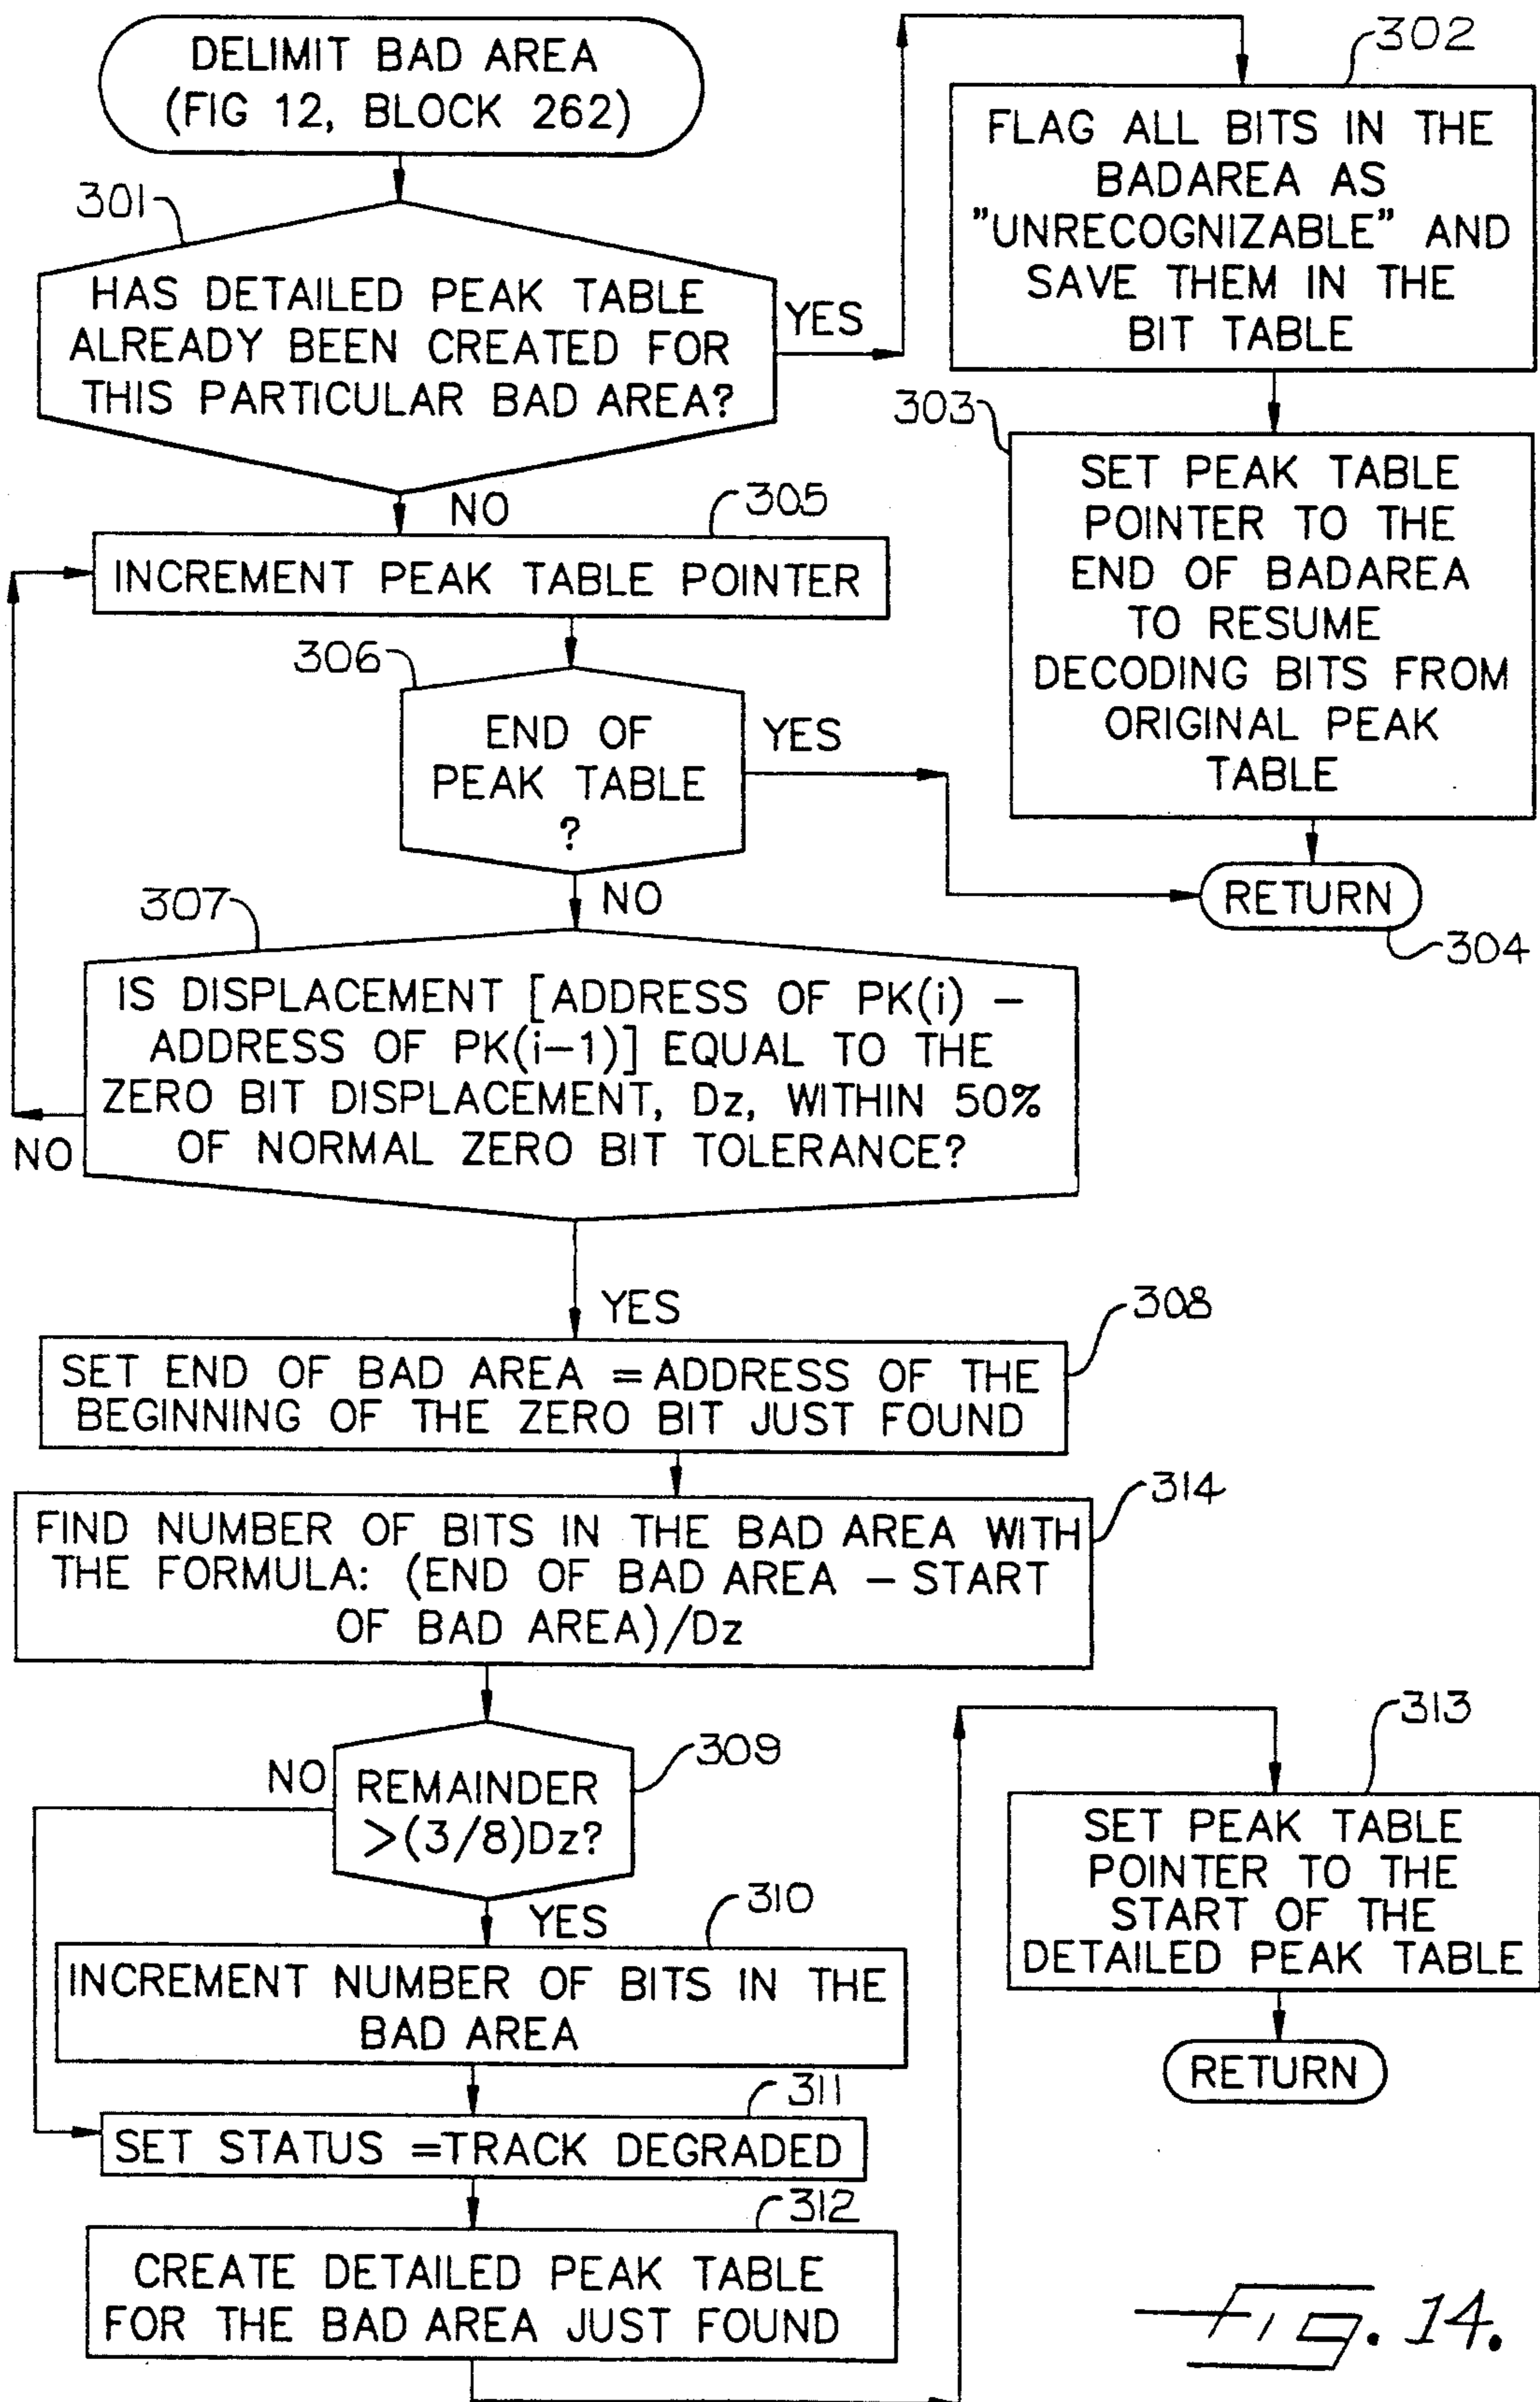 DELIMIT BAD AREA
(FIG 12, BLOCK 262)
301
HAS DETAILED PEAK TABLE
ALREADY BEEN CREATED FOR
THIS PARTICULAR BAD AREA?
YES
NO
302
FLAG ALL BITS IN THE
BADAREA AS
"UNRECOGNIZABLE" AND
SAVE THEM IN THE
BIT TABLE
303
SET PEAK TABLE
POINTER TO THE
END OF BADAREA
TO RESUME
DECODING BITS FROM
ORIGINAL PEAK
TABLE
RETURN
304
305
INCREMENT PEAK TABLE POINTER
306
END OF
PEAK TABLE
?
YES
NO
307
IS DISPLACEMENT [ADDRESS OF PK(i) –
ADDRESS OF PK(i–1)] EQUAL TO THE
ZERO BIT DISPLACEMENT, Dz, WITHIN 50%
OF NORMAL ZERO BIT TOLERANCE?
NO
YES
308
SET END OF BAD AREA = ADDRESS OF THE
BEGINNING OF THE ZERO BIT JUST FOUND
314
FIND NUMBER OF BITS IN THE BAD AREA WITH
THE FORMULA: (END OF BAD AREA – START
OF BAD AREA)/Dz
309
REMAINDER
>(3/8)Dz?
NO
YES
310
INCREMENT NUMBER OF BITS IN THE
BAD AREA
311
SET STATUS =TRACK DEGRADED
312
CREATE DETAILED PEAK TABLE
FOR THE BAD AREA JUST FOUND
313
SET PEAK TABLE
POINTER TO THE
START OF THE
DETAILED PEAK TABLE
RETURN
Fig. 14.